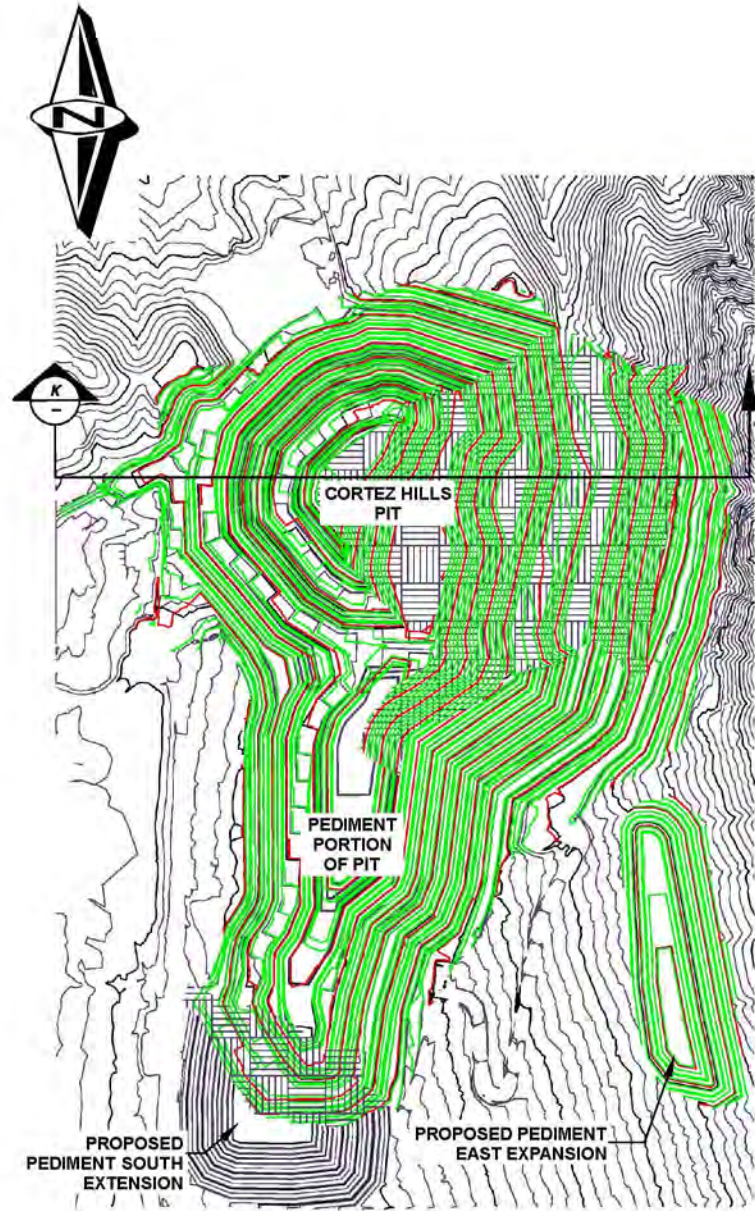 N
K
–
CORTEZ HILLS
PIT
PEDIMENT
PORTION
OF PIT
PROPOSED
PEDIMENT SOUTH
EXTENSION
PROPOSED PEDIMENT
EAST EXPANSION